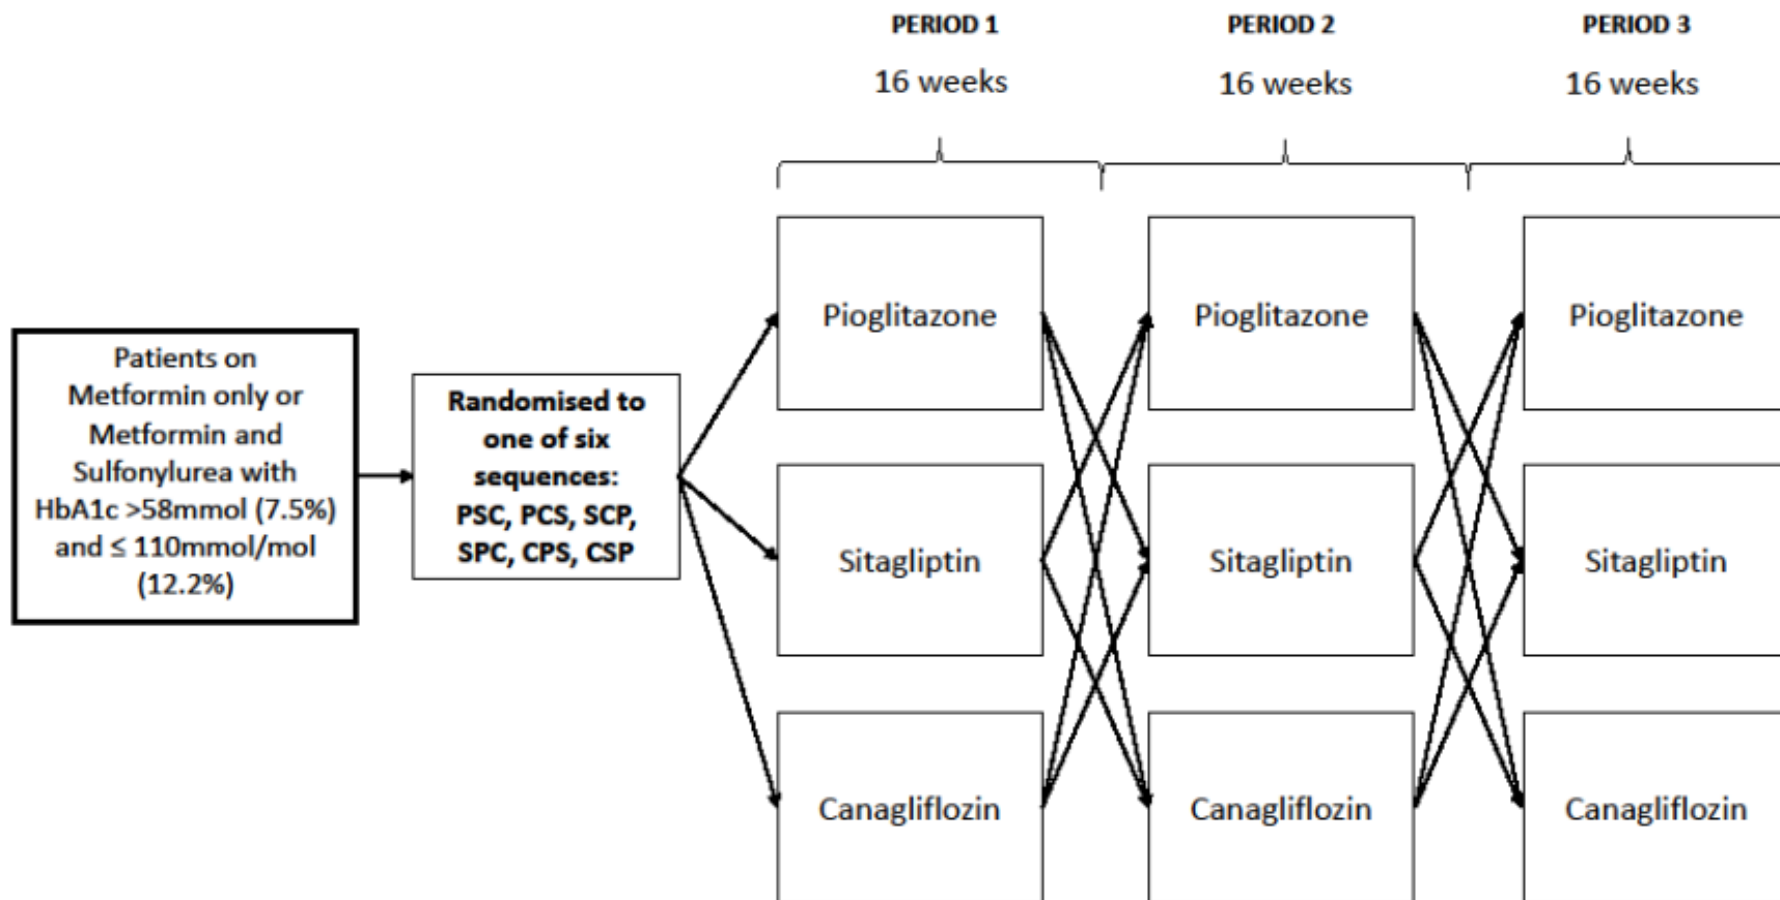 PERIOD 1
PERIOD 2
PERIOD 3
16 weeks
16 weeks
16 weeks
Patients on
Metformin only or
Metformin and
Sulfonylurea with
HbA1c >58mmol (7.5%)
and ≤ 110mmol/mol
(12.2%)
Randomised to
one of six
sequences:
PSC, PCS, SCP,
SPC, CPS, CSP
Pioglitazone
Pioglitazone
Pioglitazone
Sitagliptin
Sitagliptin
Sitagliptin
Canagliflozin
Canagliflozin
Canagliflozin